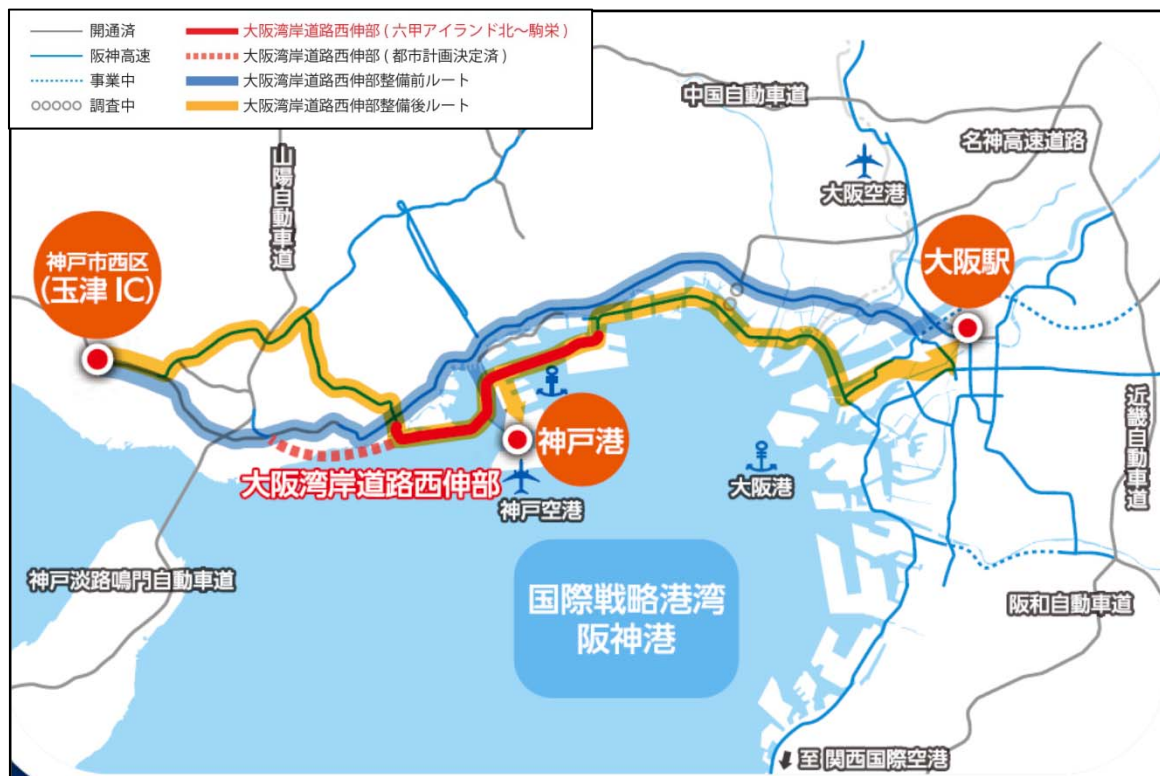 開通済
阪神高速
事業中
調査中
大阪湾岸道路西伸部 ( 六甲アイランド北〜駒栄 )
大阪湾岸道路西伸部 ( 都市計画決定済 )
大阪湾岸道路西伸部整備前ルート
大阪湾岸道路西伸部整備後ルート
中国自動車道
名神高速道路
山陽自動車道
大阪空港
神戸市西区
(玉津 IC)
大阪駅
神戸港
大阪湾岸道路西伸部
神戸空港
大阪港
近畿自動車道
神戸淡路鳴門自動車道
国際戦略港湾
阪神港
阪和自動車道
至 関西国際空港